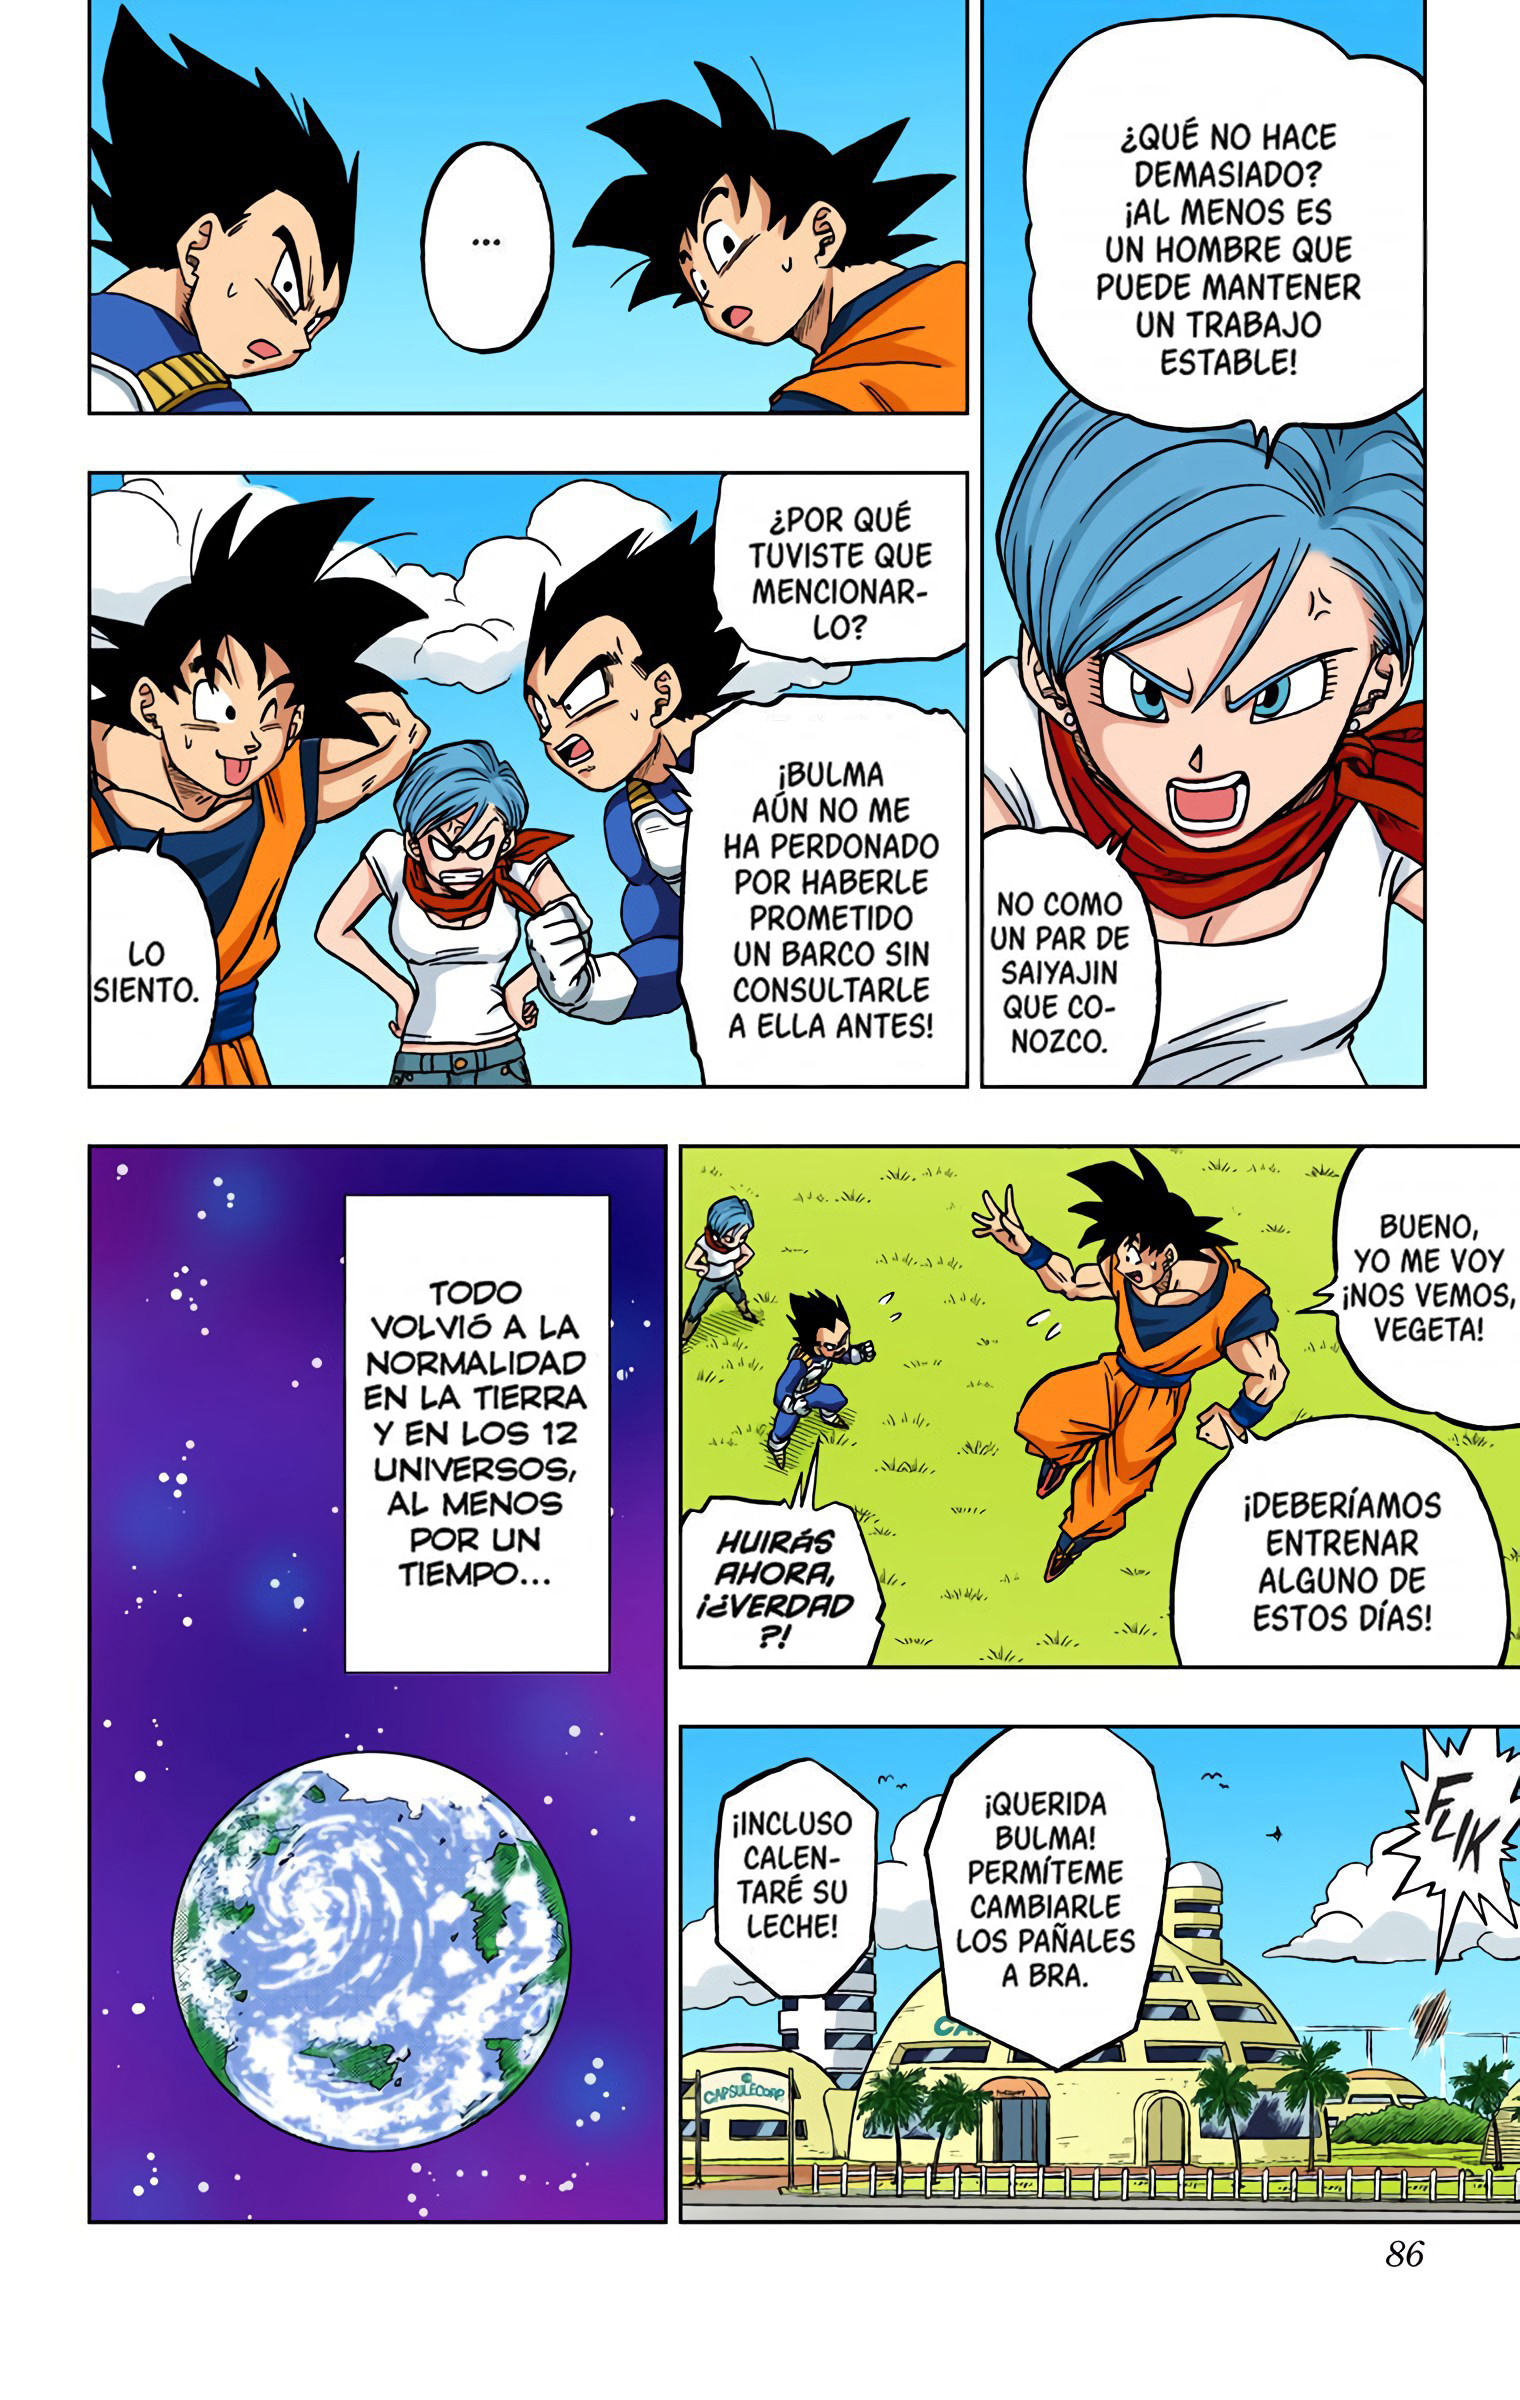 ¿QUÉ NO HACE
DEMASIADO?
¡AL MENOS ES
UN HOMBRE QUE
PUEDE MANTENER
UN TRABAJO
ESTABLE!
NO COMO
UN PAR DE
SAIYAJIN
QUE CO-
NOZCO.
...
¿POR QUÉ
TUVISTE QUE
MENCIONAR-
LO?
¡BULMA
AÚN NO ME
HA PERDONADO
POR HABERLE
PROMETIDO
UN BARCO SIN
CONSULTARLE
A ELLA ANTES!
LO
SIENTO.
BUENO,
YO ME VOY
¡NOS VEMOS,
VEGETA!
¡DEBERÍAMOS
ENTRENAR
ALGUNO DE
ESTOS DÍAS!
HUIRÁS
AHORA,
¡¿VERDAD
?!
FLIK
¡QUERIDA
BULMA!
PERMÍTEME
CAMBIARLE
LOS PAÑALES
A BRA.
¡INCLUSO
CALEN-
TARÉ SU
LECHE!
CA
CAPSULECORP
TODO
VOLVIÓ A LA
NORMALIDAD
EN LA TIERRA
Y EN LOS 12
UNIVERSOS,
AL MENOS
POR UN
TIEMPO...
86